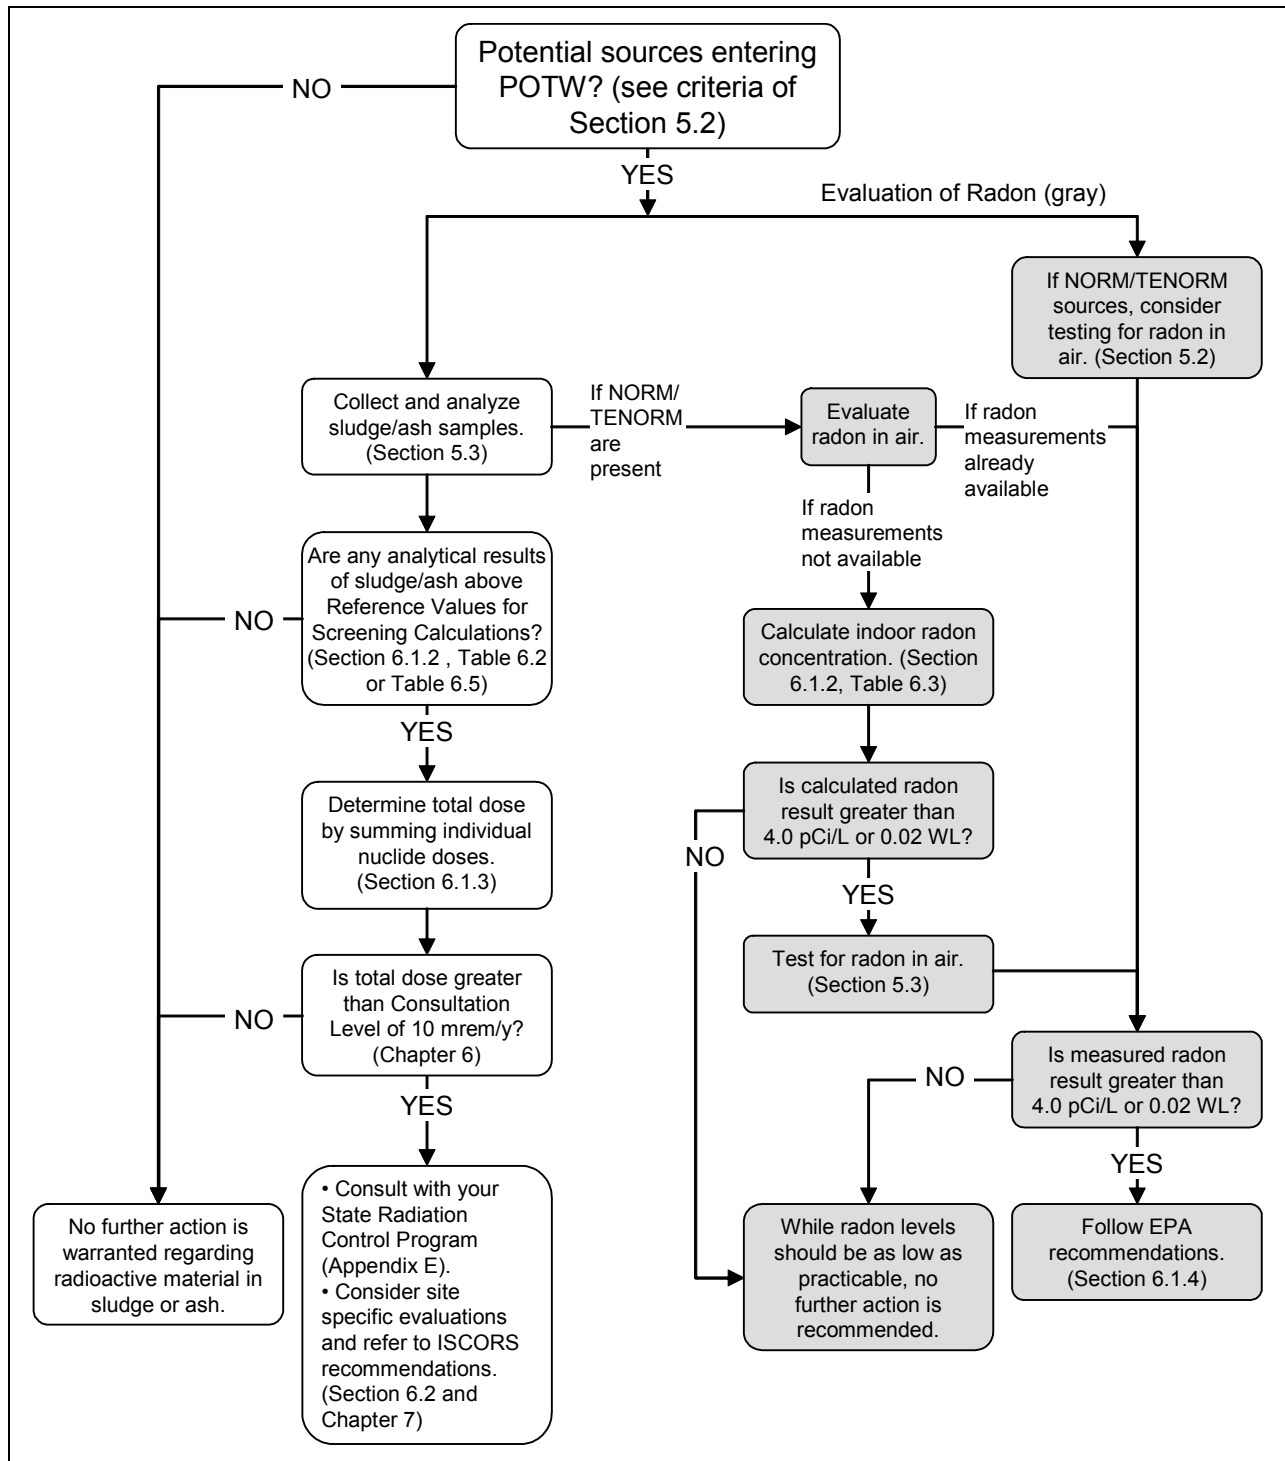 Potential sources entering
POTW? (see criteria of
Section 5.2)
NO
YES
Evaluation of Radon (gray)
If NORM/TENORM
sources, consider
testing for radon in
air. (Section 5.2)
Collect and analyze
sludge/ash samples.
(Section 5.3)
If NORM/
TENORM
are
present
Evaluate
radon in air.
If radon
measurements
already
available
If radon
measurements
not available
Are any analytical results
of sludge/ash above
Reference Values for
Screening Calculations?
(Section 6.1.2 , Table 6.2
or Table 6.5)
NO
YES
Calculate indoor radon
concentration. (Section
6.1.2, Table 6.3)
Determine total dose
by summing individual
nuclide doses.
(Section 6.1.3)
Is calculated radon
result greater than
4.0 pCi/L or 0.02 WL?
NO
YES
Test for radon in air.
(Section 5.3)
Is total dose greater
than Consultation
Level of 10 mrem/y?
(Chapter 6)
NO
YES
Is measured radon
result greater than
4.0 pCi/L or 0.02 WL?
NO
YES
No further action is
warranted regarding
radioactive material in
sludge or ash.
• Consult with your
State Radiation
Control Program
(Appendix E).
• Consider site
specific evaluations
and refer to ISCORS
recommendations.
(Section 6.2 and
Chapter 7)
While radon levels
should be as low as
practicable, no
further action is
recommended.
Follow EPA
recommendations.
(Section 6.1.4)